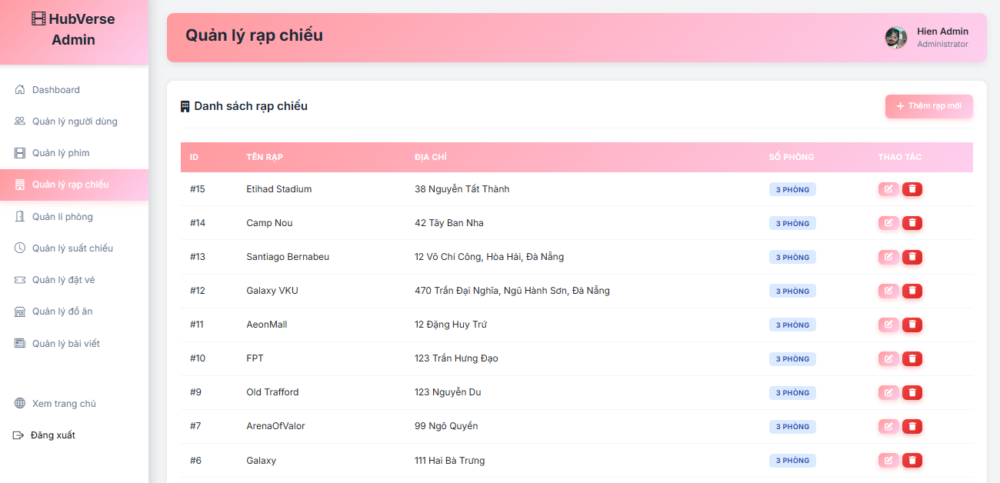 HubVerse
Admin
Dashboard
Quản lý người dùng
Quản lý phim
Quản lý rạp chiếu
Quản lí phòng
Quản lý suất chiếu
Quản lý đặt vé
Quản lý đồ ăn
Quản lý bài viết
Xem trang chủ
Đăng xuất
Quản lý rạp chiếu
Hien Admin
Administrator
Danh sách rạp chiếu
+ Thêm rạp mới
ID TÊN RẠP ĐỊA CHỈ SỐ PHÒNG THAO TÁC
#15 Etihad Stadium 38 Nguyễn Tất Thành 3 PHÒNG
#14 Camp Nou 42 Tây Ban Nha 3 PHÒNG
#13 Santiago Bernabeu 12 Võ Chí Công, Hòa Hải, Đà Nẵng 3 PHÒNG
#12 Galaxy VKU 470 Trần Đại Nghĩa, Ngũ Hành Sơn, Đà Nẵng 3 PHÒNG
#11 AeonMall 12 Đặng Huy Trứ 3 PHÒNG
#10 FPT 123 Trần Hưng Đạo 3 PHÒNG
#9 Old Trafford 123 Nguyễn Du 3 PHÒNG
#7 ArenaOfValor 99 Ngô Quyền 3 PHÒNG
#6 Galaxy 111 Hai Bà Trưng 3 PHÒNG